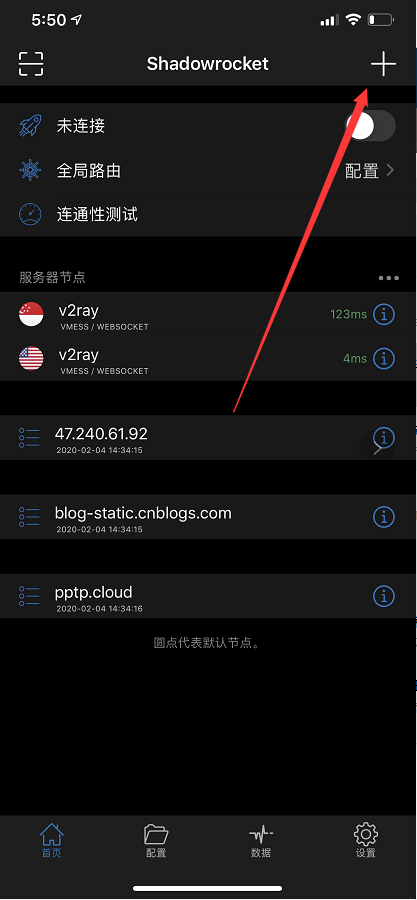 5:50
Shadowrocket
未连接
全局路由
配置
连通性测试
服务器节点
v2ray
123ms
VMESS / WEBSOCKET
v2ray
4ms
VMESS / WEBSOCKET
47.240.61.92
2020-02-04 14:34:15
blog-static.cnblogs.com
2020-02-04 14:34:15
pptp.cloud
2020-02-04 14:34:16
圆点代表默认节点。
首页
配置
数据
设置